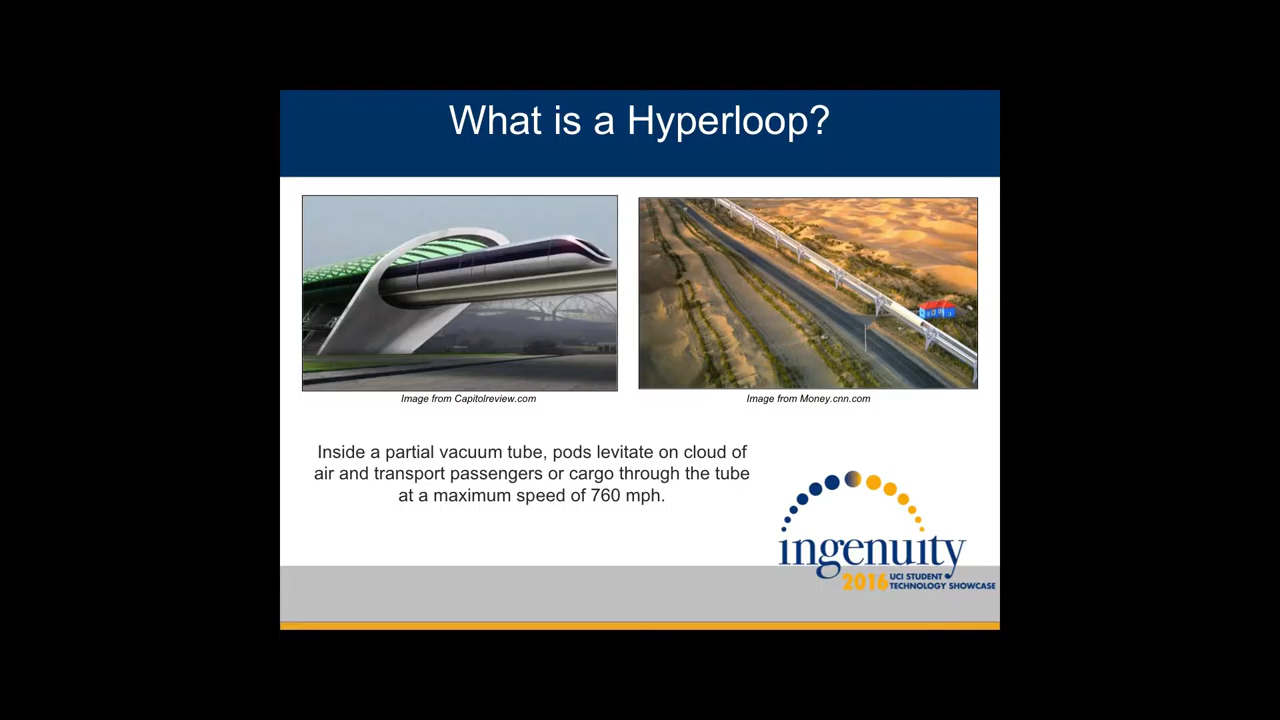 What is a Hyperloop?
Image from Capitolreview.com
Image from Money.cnn.com
Inside a partial vacuum tube, pods levitate on cloud of
air and transport passengers or cargo through the tube
at a maximum speed of 760 mph.
ingenuity
2016 UCI STUDENT
TECHNOLOGY SHOWCASE